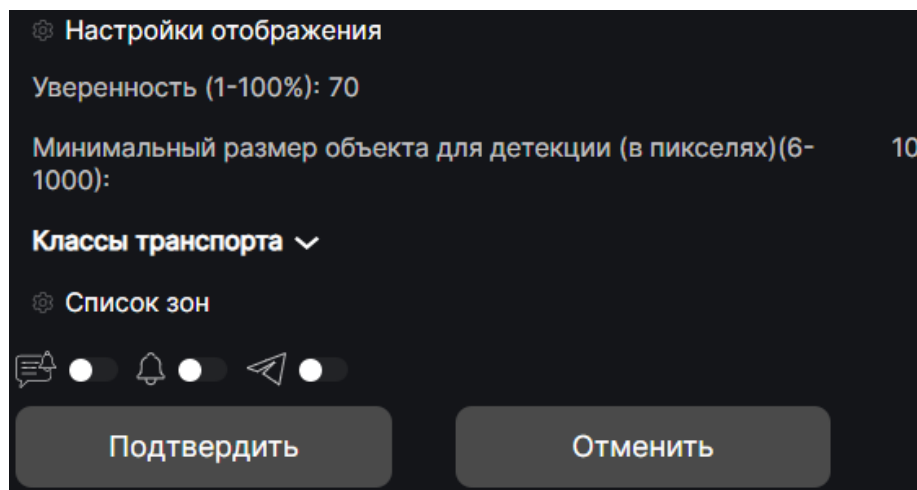 Настройки отображения
Уверенность (1-100%): 70
Минимальный размер объекта для детекции (в пикселях)(6- 10
1000):
Классы транспорта
Список зон
Подтвердить Отменить